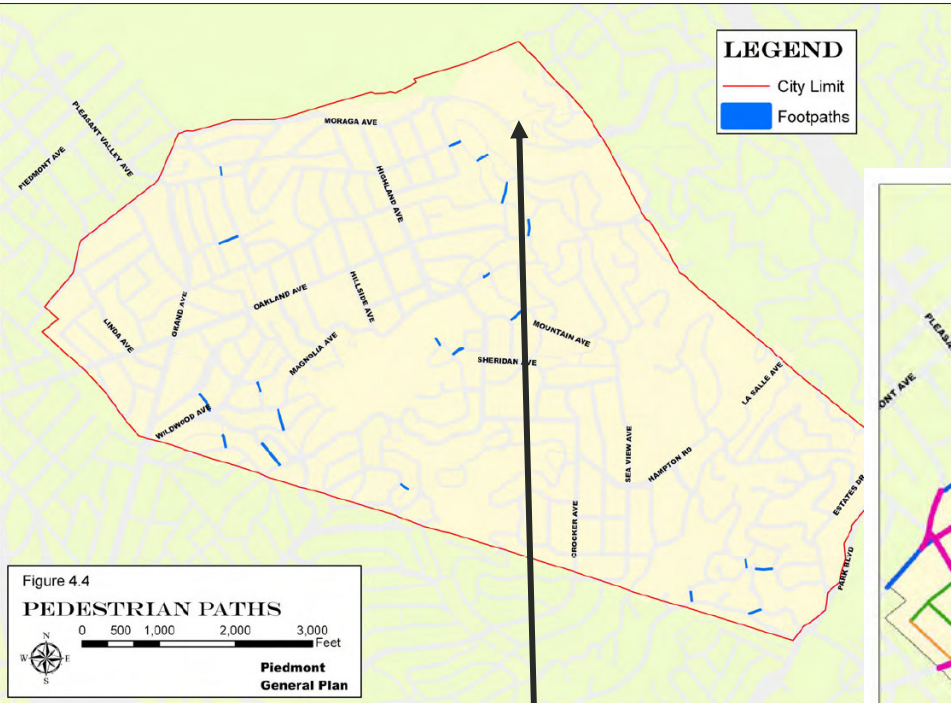 LEGEND
City Limit
Footpaths
MORAGA AVE
PLEASANT VALLEY AVE
PIEDMONT AVE
HIGHLAND AVE
OAKLAND AVE
HILLSIDE AVE
GRAND AVE
LINDA AVE
MAGNOLIA AVE
MOUNTAIN AVE
SHERIDAN AVE
WILDWOOD AVE
LA SALLE AVE
SEA VIEW AVE
HAMPTON RD
ESTATES DR
CROCKER AVE
PARK BLVD
PLEASA
ONT AVE
Figure 4.4
PEDESTRIAN PATHS
N
W E
S
0 500 1,000 2,000 3,000
Feet
Piedmont
General Plan